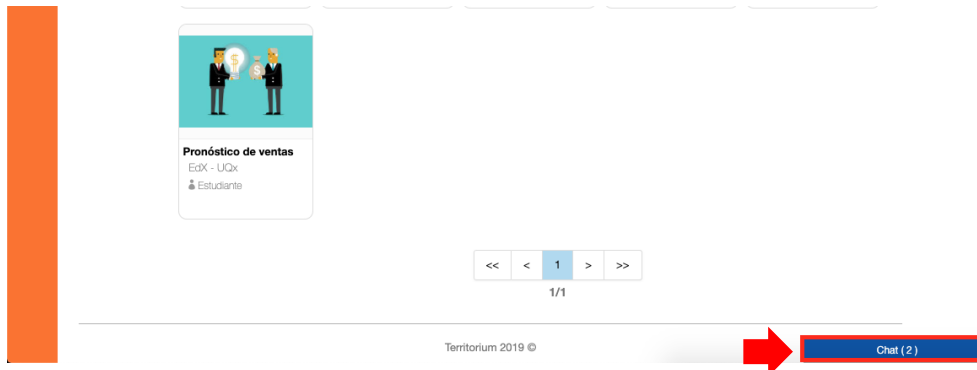 $
$
Pronóstico de ventas
EdX - UQx
Estudiante
<< < 1 > >>
1/1
Territorium 2019 ©
Chat ( 2 )